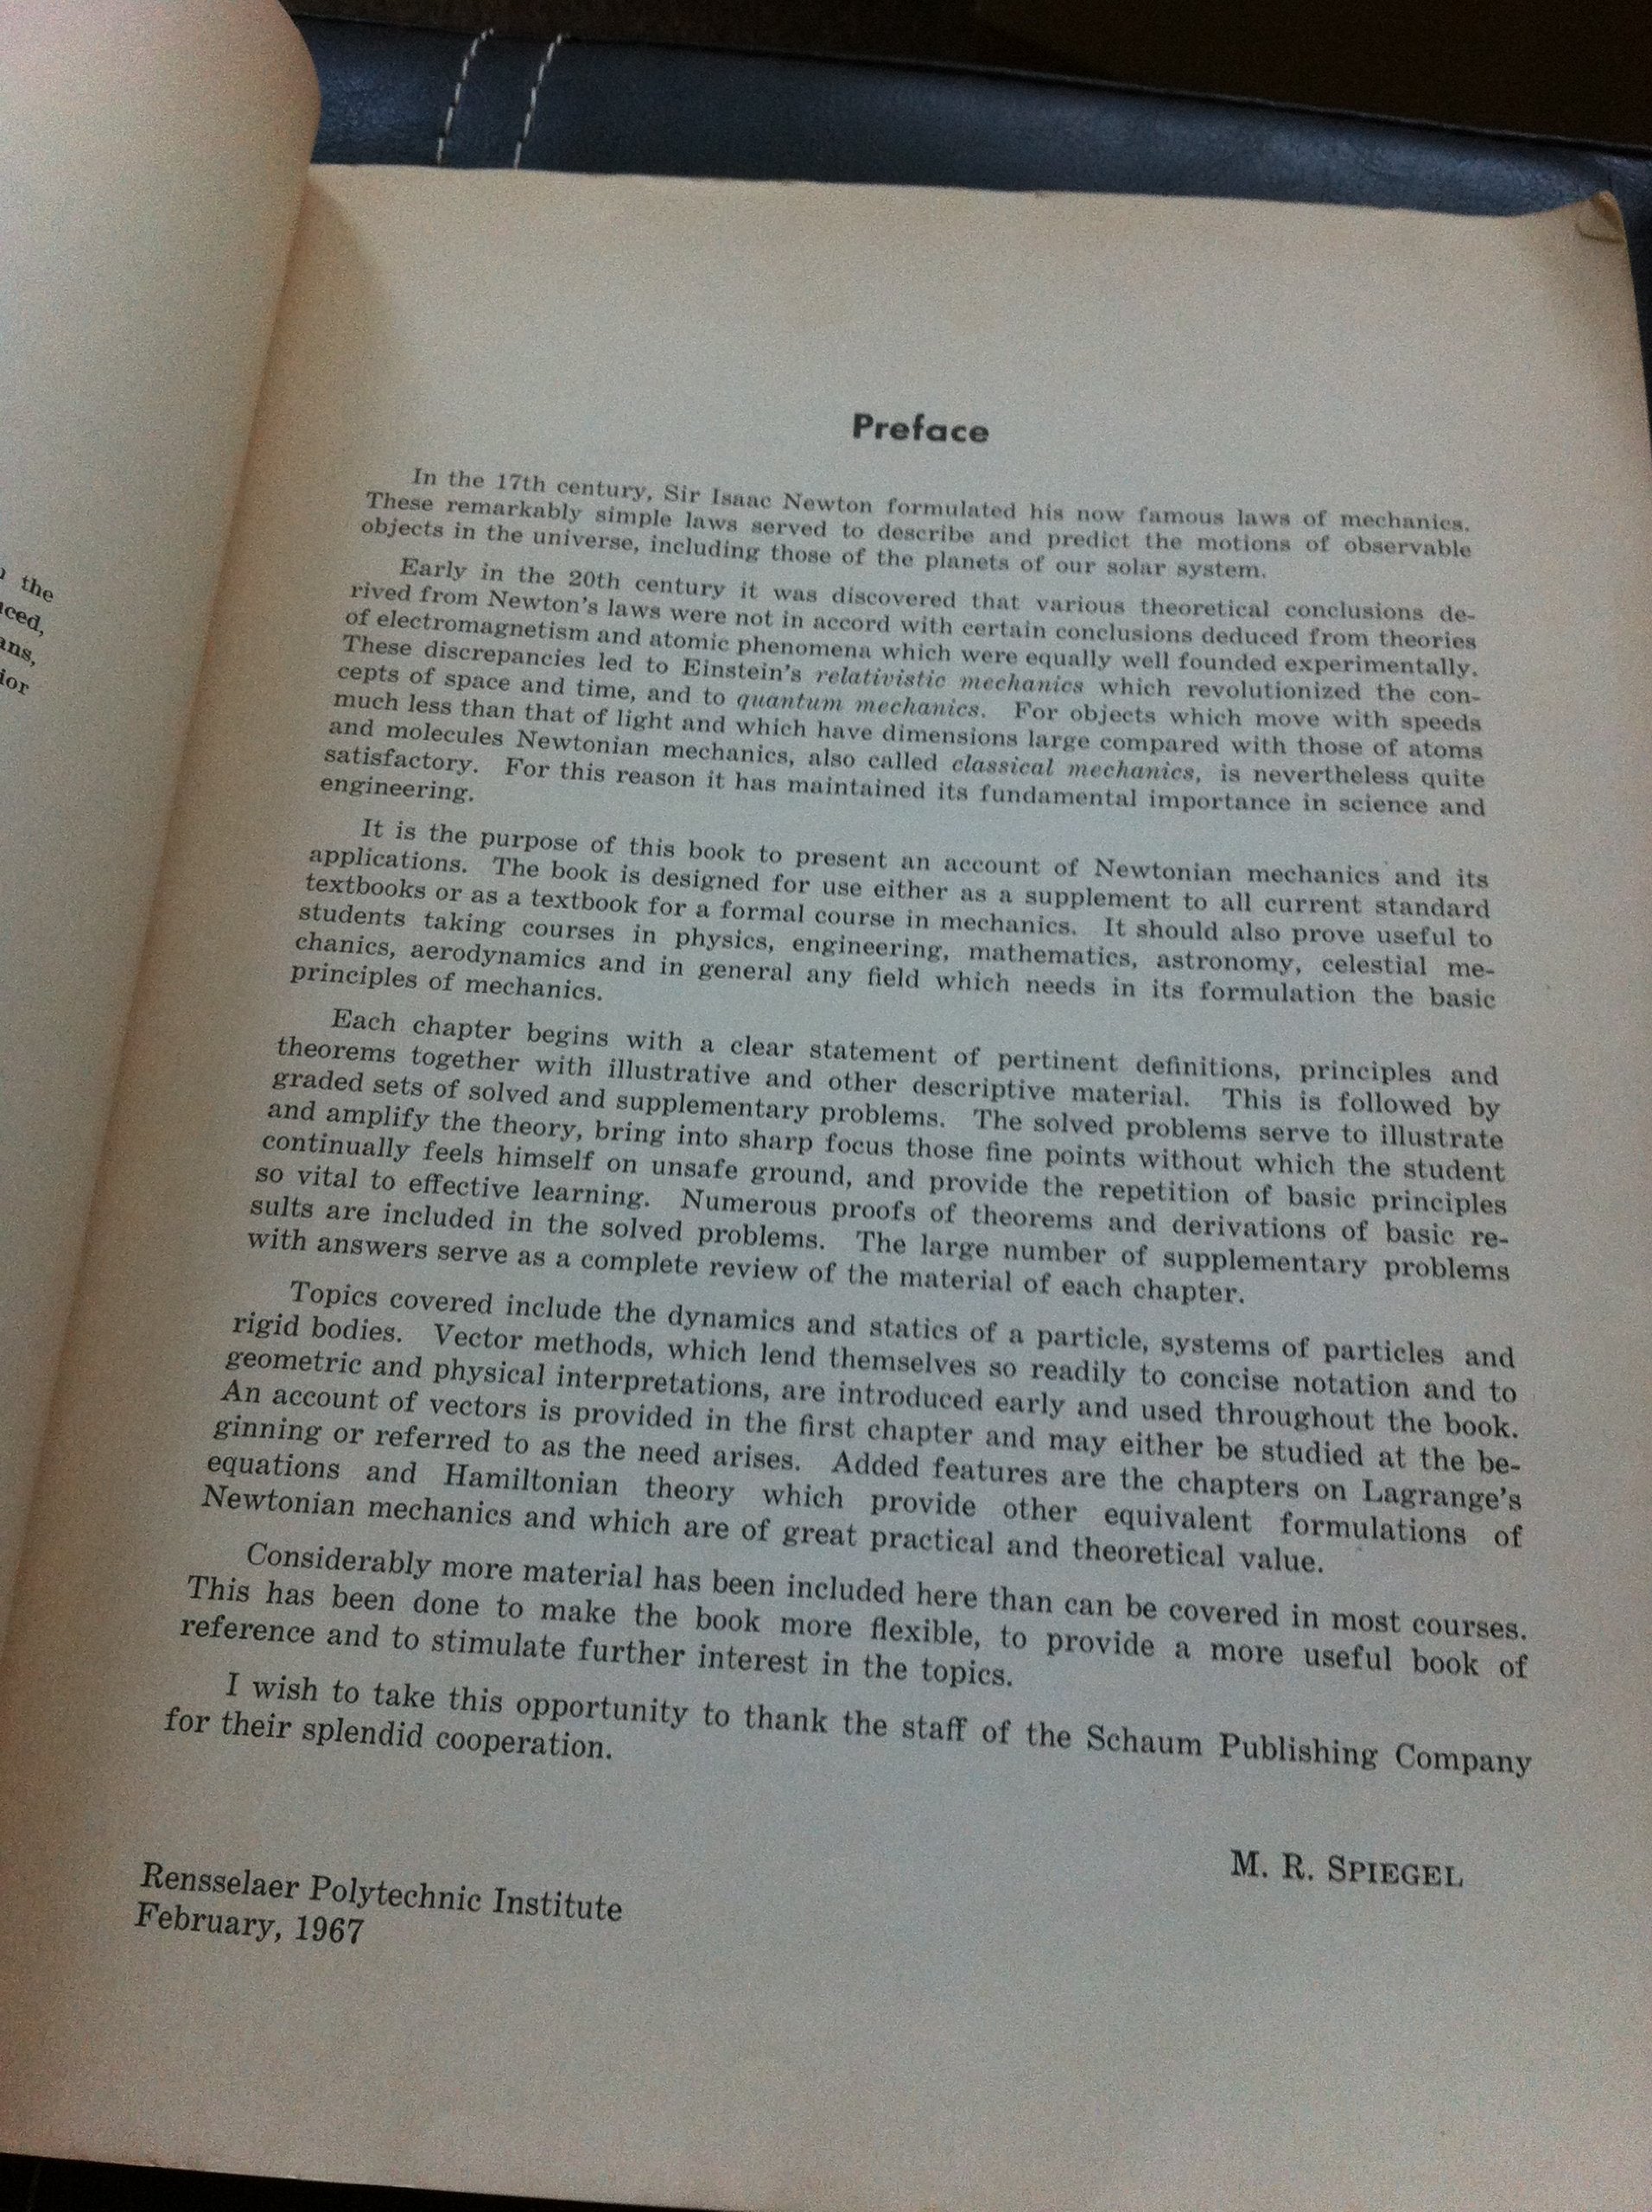 the
ced,
ans,
ior
Preface
In the 17th century, Sir Isaac Newton formulated his now famous laws of mechanics.
These remarkably simple laws served to describe and predict the motions of observable
objects in the universe, including those of the planets of our solar system.
Early in the 20th century it was discovered that various theoretical conclusions de-
rived from Newton's laws were not in accord with certain conclusions deduced from theories
of electromagnetism and atomic phenomena which were equally well founded experimentally.
These discrepancies led to Einstein's relativistic mechanics which revolutionized the con-
cepts of space and time, and to quantum mechanics. For objects which move with speeds
much less than that of light and which have dimensions large compared with those of atoms
and molecules Newtonian mechanics, also called classical mechanics, is nevertheless quite
satisfactory. For this reason it has maintained its fundamental importance in science and
engineering.
It is the purpose of this book to present an account of Newtonian mechanics and its
applications. The book is designed for use either as a supplement to all current standard
textbooks or as a textbook for a formal course in mechanics. It should also prove useful to
students taking courses in physics, engineering, mathematics, astronomy, celestial me-
chanics, aerodynamics and in general any field which needs in its formulation the basic
principles of mechanics.
Each chapter begins with a clear statement of pertinent definitions, principles and
theorems together with illustrative and other descriptive material. This is followed by
graded sets of solved and supplementary problems. The solved problems serve to illustrate
and amplify the theory, bring into sharp focus those fine points without which the student
continually feels himself on unsafe ground, and provide the repetition of basic principles
so vital to effective learning. Numerous proofs of theorems and derivations of basic re-
sults are included in the solved problems. The large number of supplementary problems
with answers serve as a complete review of the material of each chapter.
Topics covered include the dynamics and statics of a particle, systems of particles and
rigid bodies. Vector methods, which lend themselves so readily to concise notation and to
geometric and physical interpretations, are introduced early and used throughout the book.
An account of vectors is provided in the first chapter and may either be studied at the be-
ginning or referred to as the need arises. Added features are the chapters on Lagrange's
equations and Hamiltonian theory which provide other equivalent formulations of
Newtonian mechanics and which are of great practical and theoretical value.
Considerably more material has been included here than can be covered in most courses.
This has been done to make the book more flexible, to provide a more useful book of
reference and to stimulate further interest in the topics.
I wish to take this opportunity to thank the staff of the Schaum Publishing Company
for their splendid cooperation.
M. R. SPIEGEL
Rensselaer Polytechnic Institute
February, 1967